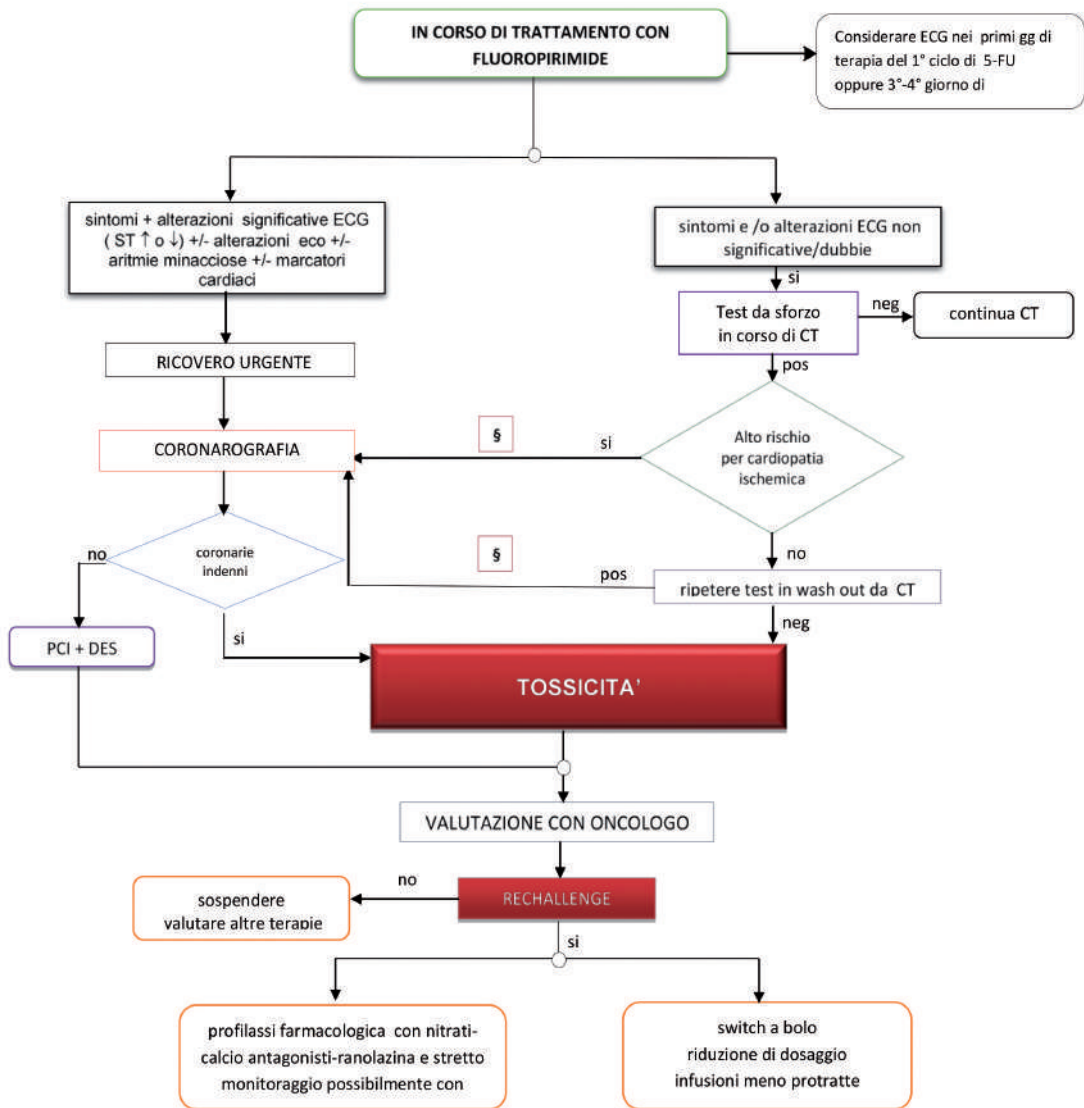 IN CORSO DI TRATTAMENTO CON
FLUOROPIRIMIDE
Considerare ECG nei primi gg di
terapia del 1° ciclo di 5-FU
oppure 3°-4° giorno di
sintomi + alterazioni significative ECG
( ST ↑ o ↓) +/- alterazioni eco +/-
aritmie minacciose +/- marcatori
cardiaci
sintomi e /o alterazioni ECG non
significative/dubbie
si
Test da sforzo
in corso di CT
neg
continua CT
pos
RICOVERO URGENTE
CORONAROGRAFIA
§
si
Alto rischio
per cardiopatia
ischemica
no
coronarie
indenni
no
§
pos
ripetere test in wash out da CT
neg
si
PCI + DES
TOSSICITA’
VALUTAZIONE CON ONCOLOGO
RECHALLENGE
no
sospendere
valutare altre terapie
si
profilassi farmacologica con nitrati-
calcio antagonisti-ranolazina e stretto
monitoraggio possibilmente con
switch a bolo
riduzione di dosaggio
infusioni meno protratte